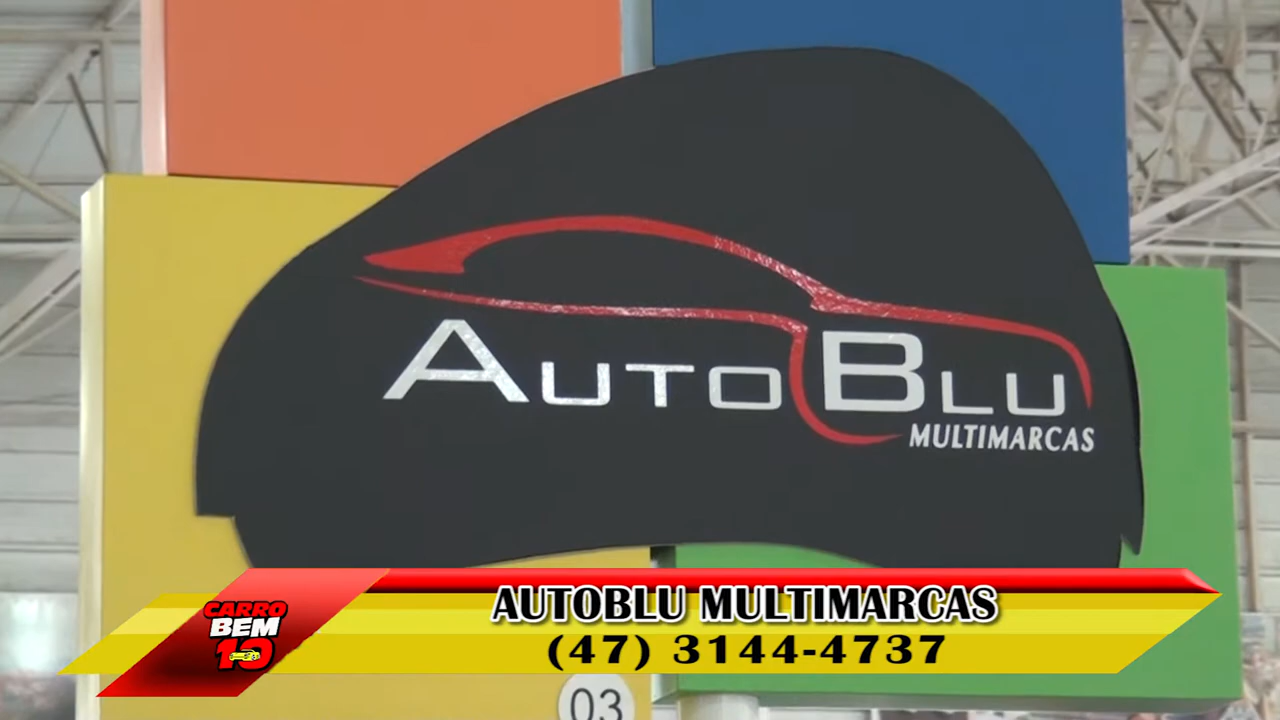 AUTOBLU
MULTIMARCAS
CARRO
BEM
10
AUTOBLU MULTIMARCAS
(47) 3144-4737
03